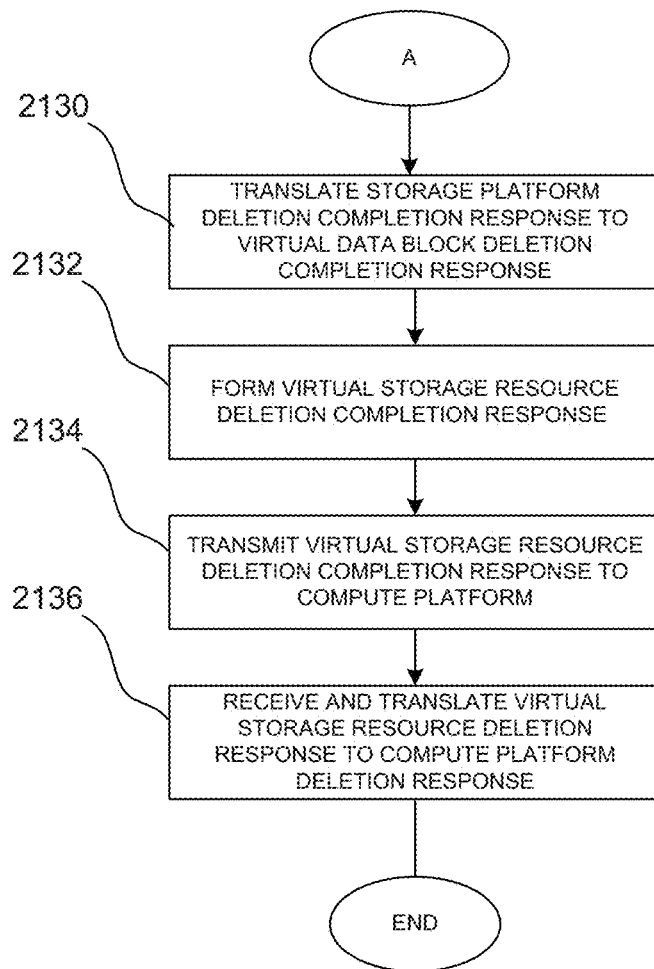 A
2130
TRANSLATE STORAGE PLATFORM
DELETION COMPLETION RESPONSE TO
VIRTUAL DATA BLOCK DELETION
COMPLETION RESPONSE
2132
FORM VIRTUAL STORAGE RESOURCE
DELETION COMPLETION RESPONSE
2134
TRANSMIT VIRTUAL STORAGE RESOURCE
DELETION COMPLETION RESPONSE TO
COMPUTE PLATFORM
2136
RECEIVE AND TRANSLATE VIRTUAL
STORAGE RESOURCE DELETION
RESPONSE TO COMPUTE PLATFORM
DELETION RESPONSE
END